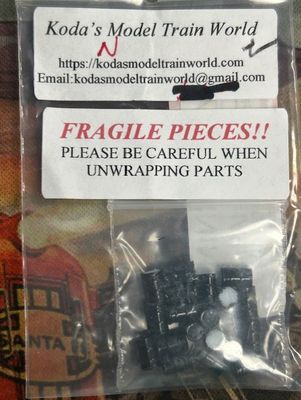 Koda's Model Train World
N
https://kodasmodeltrainworld.com
Email:kodasmodeltrainworld@gmail.com
FRAGILE PIECES!!
PLEASE BE CAREFUL WHEN
UNWRAPPING PARTS
SANTA